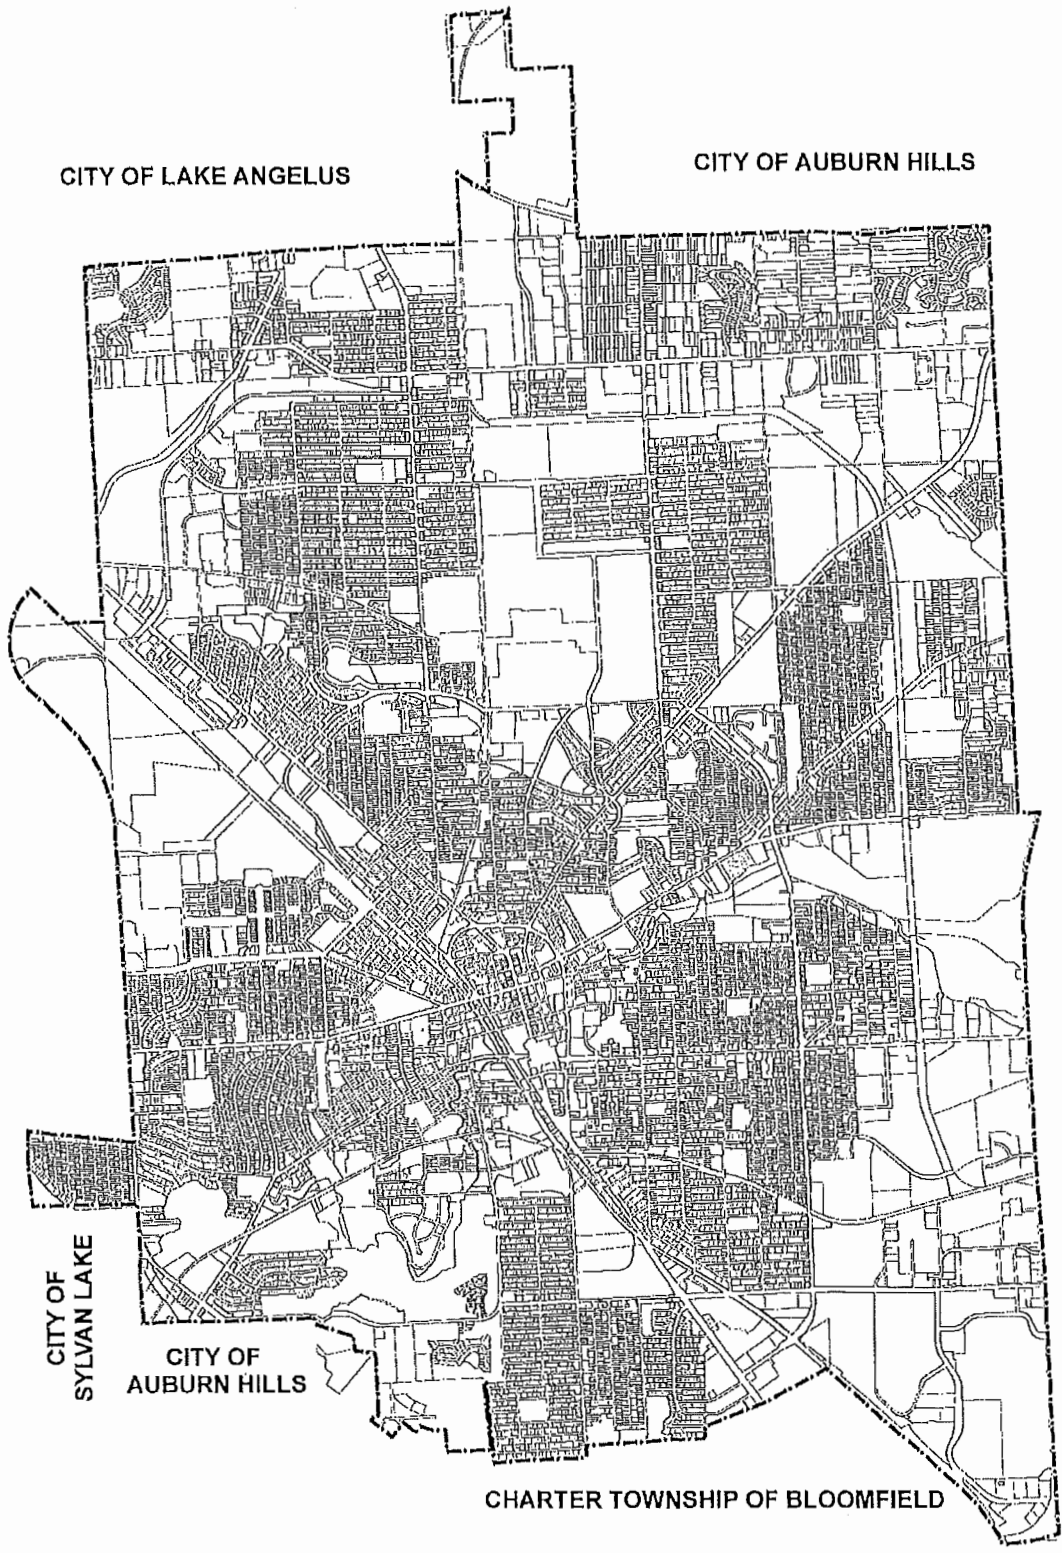 CITY OF LAKE ANGELUS
CITY OF AUBURN HILLS
CITY OF
SYLVAN LAKE
CITY OF
AUBURN HILLS
CHARTER TOWNSHIP OF BLOOMFIELD